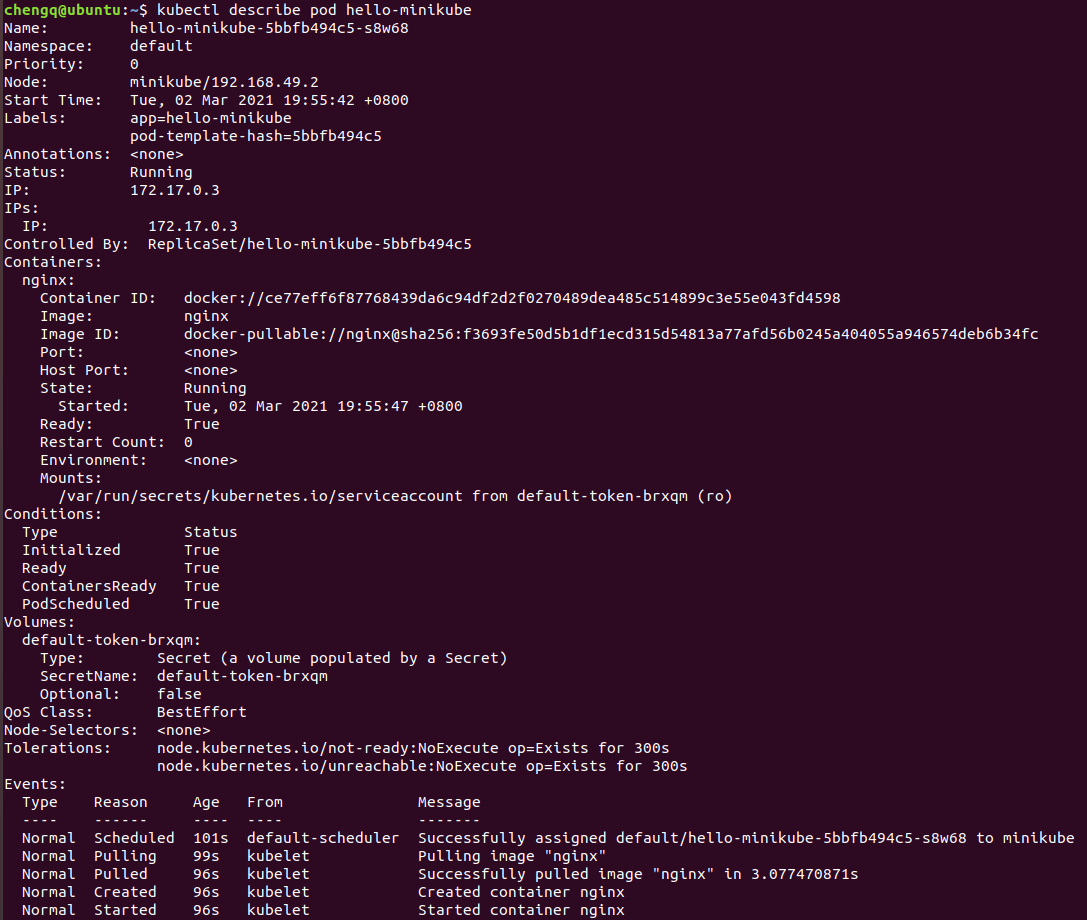 chengq@ubuntu:~$ kubectl describe pod hello-minikube
Name:         hello-minikube-5bbfb494c5-s8w68
Namespace:    default
Priority:     0
Node:         minikube/192.168.49.2
Start Time:   Tue, 02 Mar 2021 19:55:42 +0800
Labels:       app=hello-minikube
              pod-template-hash=5bbfb494c5
Annotations:  <none>
Status:       Running
IP:           172.17.0.3
IPs:
  IP:           172.17.0.3
Controlled By:  ReplicaSet/hello-minikube-5bbfb494c5
Containers:
  nginx:
    Container ID:   docker://ce77eff6f87768439da6c94df2d2f0270489dea485c514899c3e55e043fd4598
    Image:          nginx
    Image ID:       docker-pullable://nginx@sha256:f3693fe50d5b1df1ecd315d54813a77afd56b0245a404055a946574deb6b34fc
    Port:           <none>
    Host Port:      <none>
    State:          Running
      Started:      Tue, 02 Mar 2021 19:55:47 +0800
    Ready:          True
    Restart Count:  0
    Environment:    <none>
    Mounts:
      /var/run/secrets/kubernetes.io/serviceaccount from default-token-brxqm (ro)
Conditions:
  Type              Status
  Initialized       True
  Ready             True
  ContainersReady   True
  PodScheduled      True
Volumes:
  default-token-brxqm:
    Type:        Secret (a volume populated by a Secret)
    SecretName:  default-token-brxqm
    Optional:    false
QoS Class:       BestEffort
Node-Selectors:  <none>
Tolerations:     node.kubernetes.io/not-ready:NoExecute op=Exists for 300s
                 node.kubernetes.io/unreachable:NoExecute op=Exists for 300s
Events:
  Type    Reason     Age   From               Message
  ----    ------     ----  ----               -------
  Normal  Scheduled  101s  default-scheduler  Successfully assigned default/hello-minikube-5bbfb494c5-s8w68 to minikube
  Normal  Pulling    99s   kubelet            Pulling image "nginx"
  Normal  Pulled     96s   kubelet            Successfully pulled image "nginx" in 3.077470871s
  Normal  Created    96s   kubelet            Created container nginx
  Normal  Started    96s   kubelet            Started container nginx